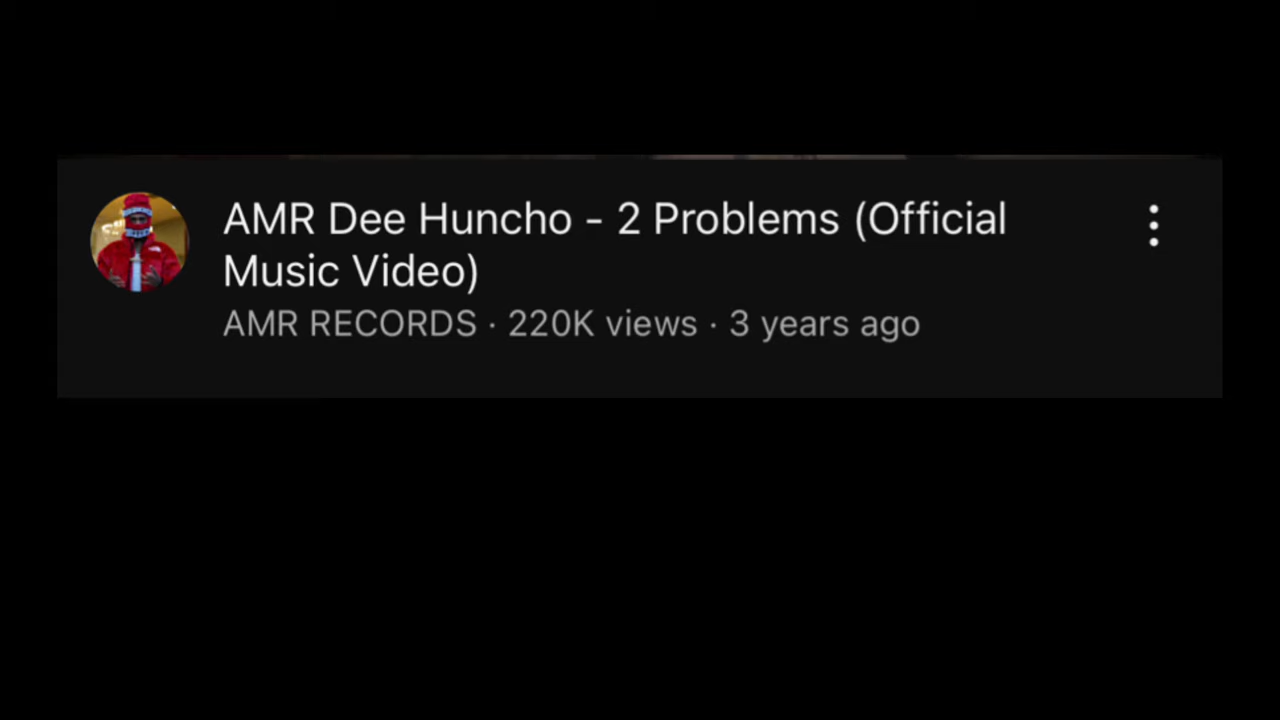 AMR Dee Huncho - 2 Problems (Official
Music Video)
AMR RECORDS · 220K views · 3 years ago